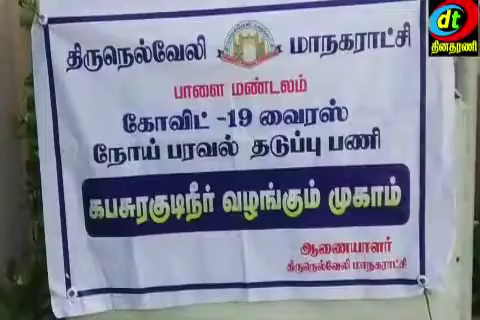 dt
தினதரணி
திருநெல்வேலி மாநகராட்சி
பாளை மண்டலம்
கோவிட் -19 வைரஸ்
நோய் பரவல் தடுப்பு பணி
கபசுரகுடிநீர் வழங்கும் முகாம்
ஆணையாளர்
திருநெல்வேலி மாநகராட்சி